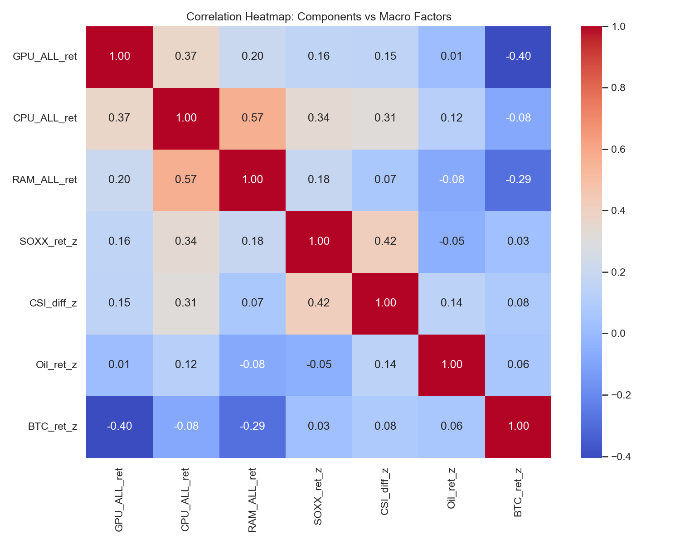 Correlation Heatmap: Components vs Macro Factors
GPU_ALL_ret 1.00 0.37 0.20 0.16 0.15 0.01 -0.40
CPU_ALL_ret 0.37 1.00 0.57 0.34 0.31 0.12 -0.08
RAM_ALL_ret 0.20 0.57 1.00 0.18 0.07 -0.08 -0.29
SOXX_ret_z 0.16 0.34 0.18 1.00 0.42 -0.05 0.03
CSI_diff_z 0.15 0.31 0.07 0.42 1.00 0.14 0.08
Oil_ret_z 0.01 0.12 -0.08 -0.05 0.14 1.00 0.06
BTC_ret_z -0.40 -0.08 -0.29 0.03 0.08 0.06 1.00
GPU_ALL_ret
CPU_ALL_ret
RAM_ALL_ret
SOXX_ret_z
CSI_diff_z
Oil_ret_z
BTC_ret_z
1.0
0.8
0.6
0.4
0.2
0.0
−0.2
−0.4